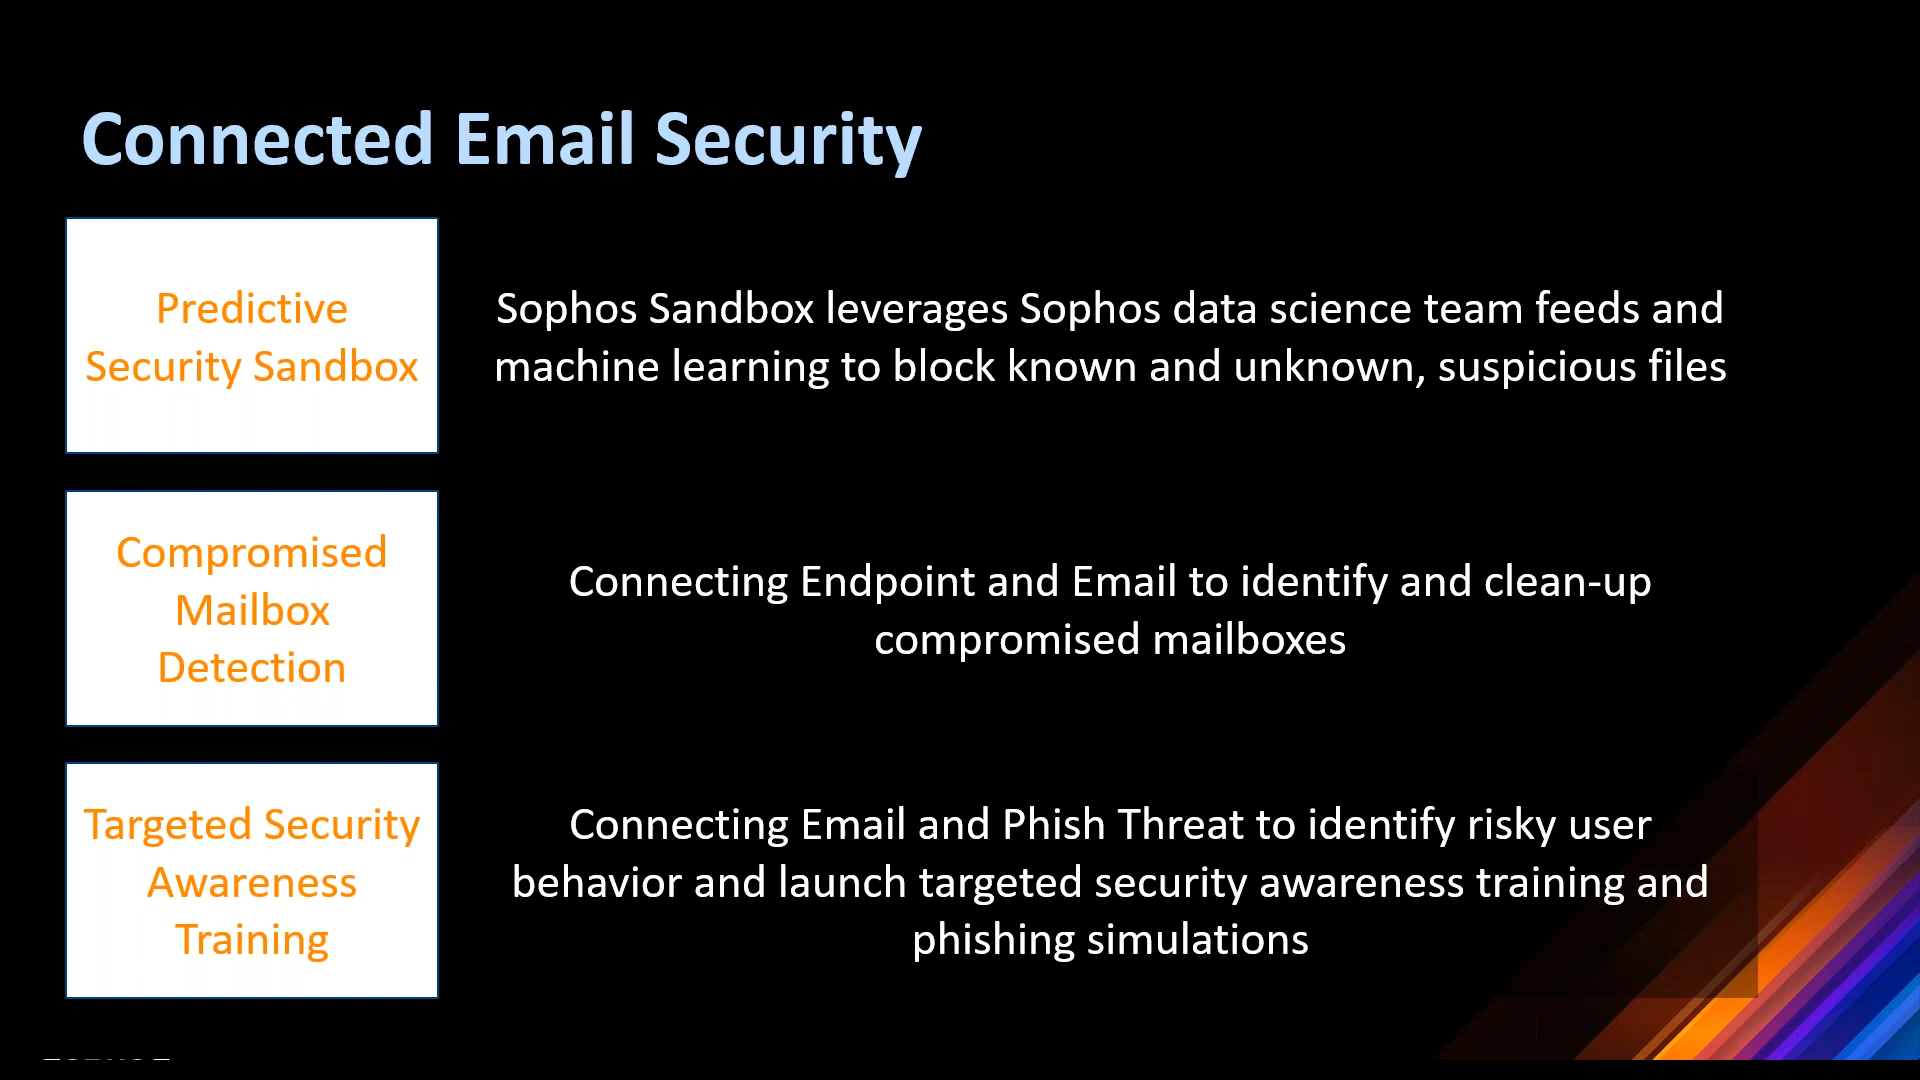 Connected Email Security
Predictive
Security Sandbox
Sophos Sandbox leverages Sophos data science team feeds and
machine learning to block known and unknown, suspicious files
Compromised
Mailbox
Detection
Connecting Endpoint and Email to identify and clean-up
compromised mailboxes
Targeted Security
Awareness
Training
Connecting Email and Phish Threat to identify risky user
behavior and launch targeted security awareness training and
phishing simulations